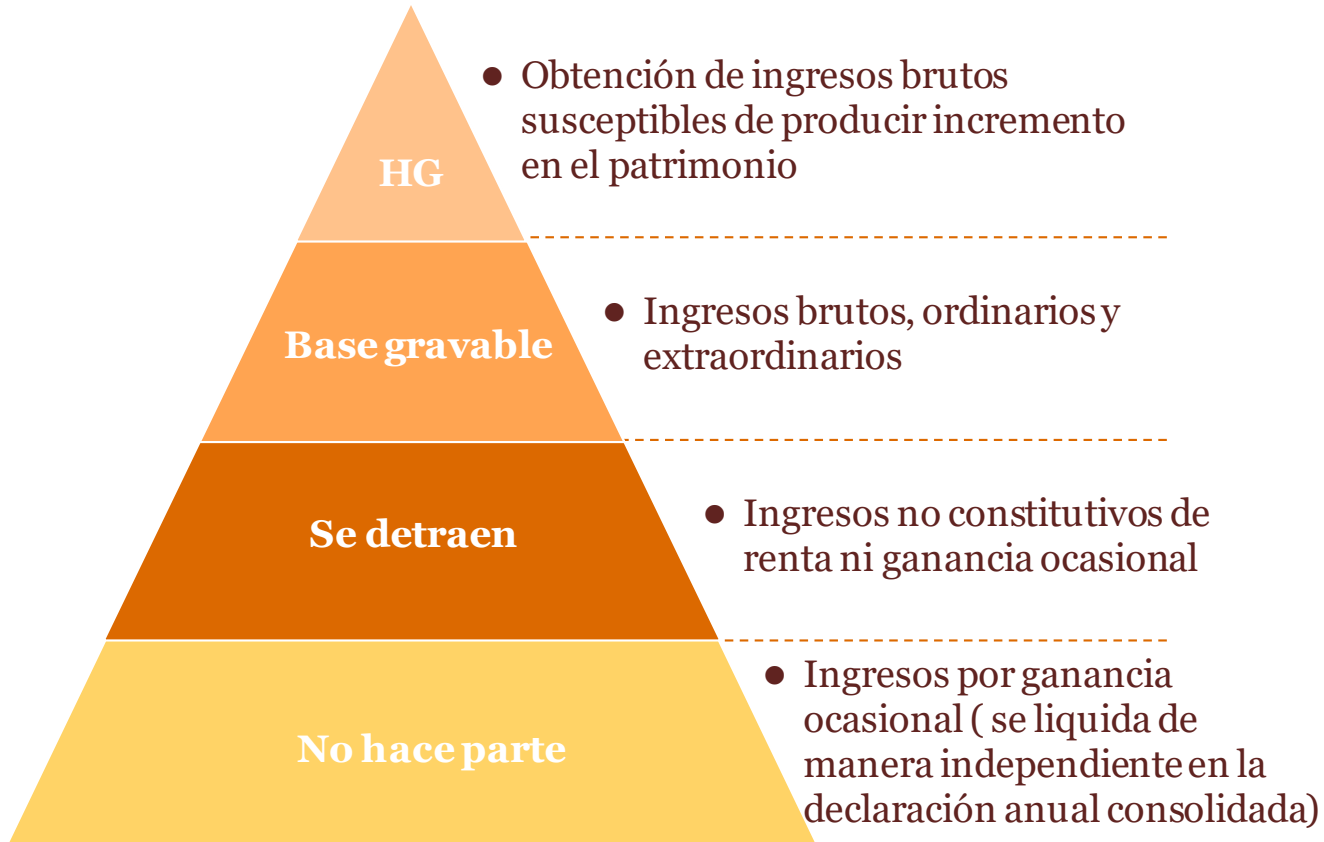 HG
● Obtención de ingresos brutos
susceptibles de producir incremento
en el patrimonio
Base gravable
● Ingresos brutos, ordinarios y
extraordinarios
Se detraen
● Ingresos no constitutivos de
renta ni ganancia ocasional
No hace parte
● Ingresos por ganancia
ocasional ( se liquida de
manera independiente en la
declaración anual consolidada)